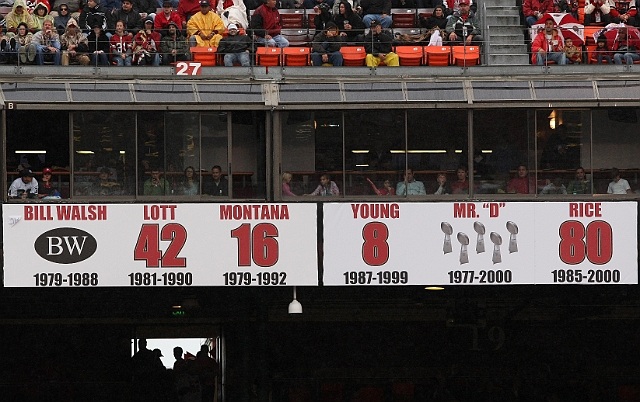 27
B
BILL WALSH
BW
1979-1988
LOTT
42
1981-1990
MONTANA
16
1979-1992
YOUNG
8
1987-1999
MR. "D"
1977-2000
RICE
80
1985-2000
19